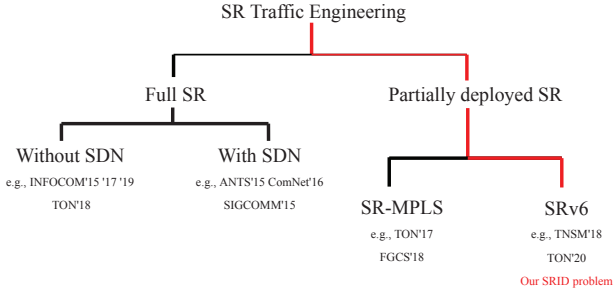 SR Traffic Engineering
Full SR
Partially deployed SR
Without SDN
e.g., INFOCOM'15 '17 '19
TON'18
With SDN
e.g., ANTS'15 ComNet'16
SIGCOMM'15
SR-MPLS
e.g., TON'17
FGCS'18
SRv6
e.g., TNSM'18
TON'20
Our SRID problem